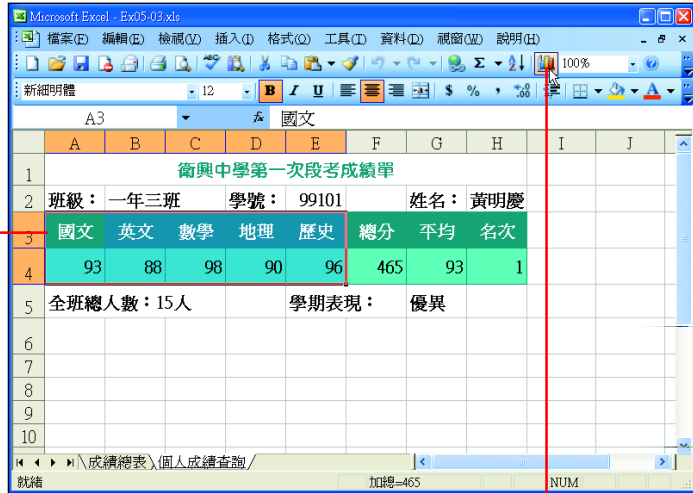 Microsoft Excel - Ex05-03.xls
檔案(F) 編輯(E) 檢視(V) 插入(I) 格式(O) 工具(T) 資料(D) 視窗(W) 說明(H)
Σ 100%
新細明體 12 B I U $ % ,
A3 fx 國文
A B C D E F G H I J
1 衛興中學第一次段考成績單
2 班級： 一年三班 學號： 99101 姓名： 黃明慶
3 國文 英文 數學 地理 歷史 總分 平均 名次
4 93 88 98 90 96 465 93 1
5 全班總人數：15人 學期表現： 優異
6
7
8
9
10
成績總表 個人成績查詢
就緒 加總=465 NUM